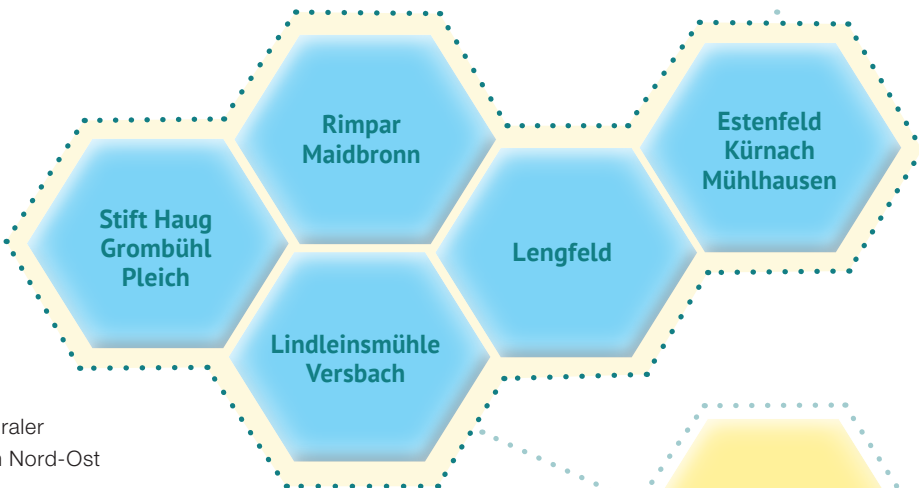 Rimpar
Maidbronn
Estenfeld
Kürnach
Mühlhausen
Stift Haug
Grombühl
Pleich
Lengfeld
Lindleinsmühle
Versbach
raler
Nord-Ost